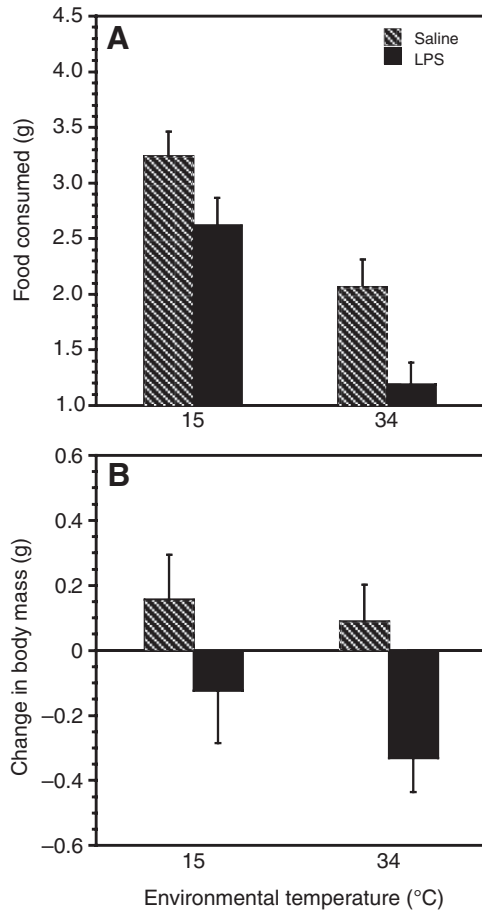 A
Saline
LPS
Food consumed (g)
4.5
4.0
3.5
3.0
2.5
2.0
1.5
1.0
15
34
B
Change in body mass (g)
0.6
0.4
0.2
0
–0.2
–0.4
–0.6
15
34
Environmental temperature (°C)